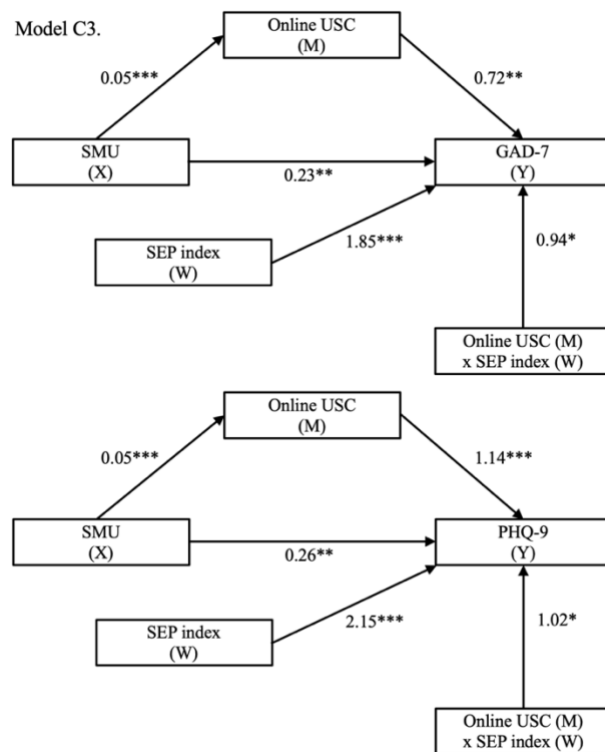 Model C3.
Online USC
(M)
0.05***
0.72**
SMU
(X)
0.23**
GAD-7
(Y)
SEP index
(W)
1.85***
0.94*
Online USC (M)
x SEP index (W)
Online USC
(M)
0.05***
1.14***
SMU
(X)
0.26**
PHQ-9
(Y)
SEP index
(W)
2.15***
1.02*
Online USC (M)
x SEP index (W)